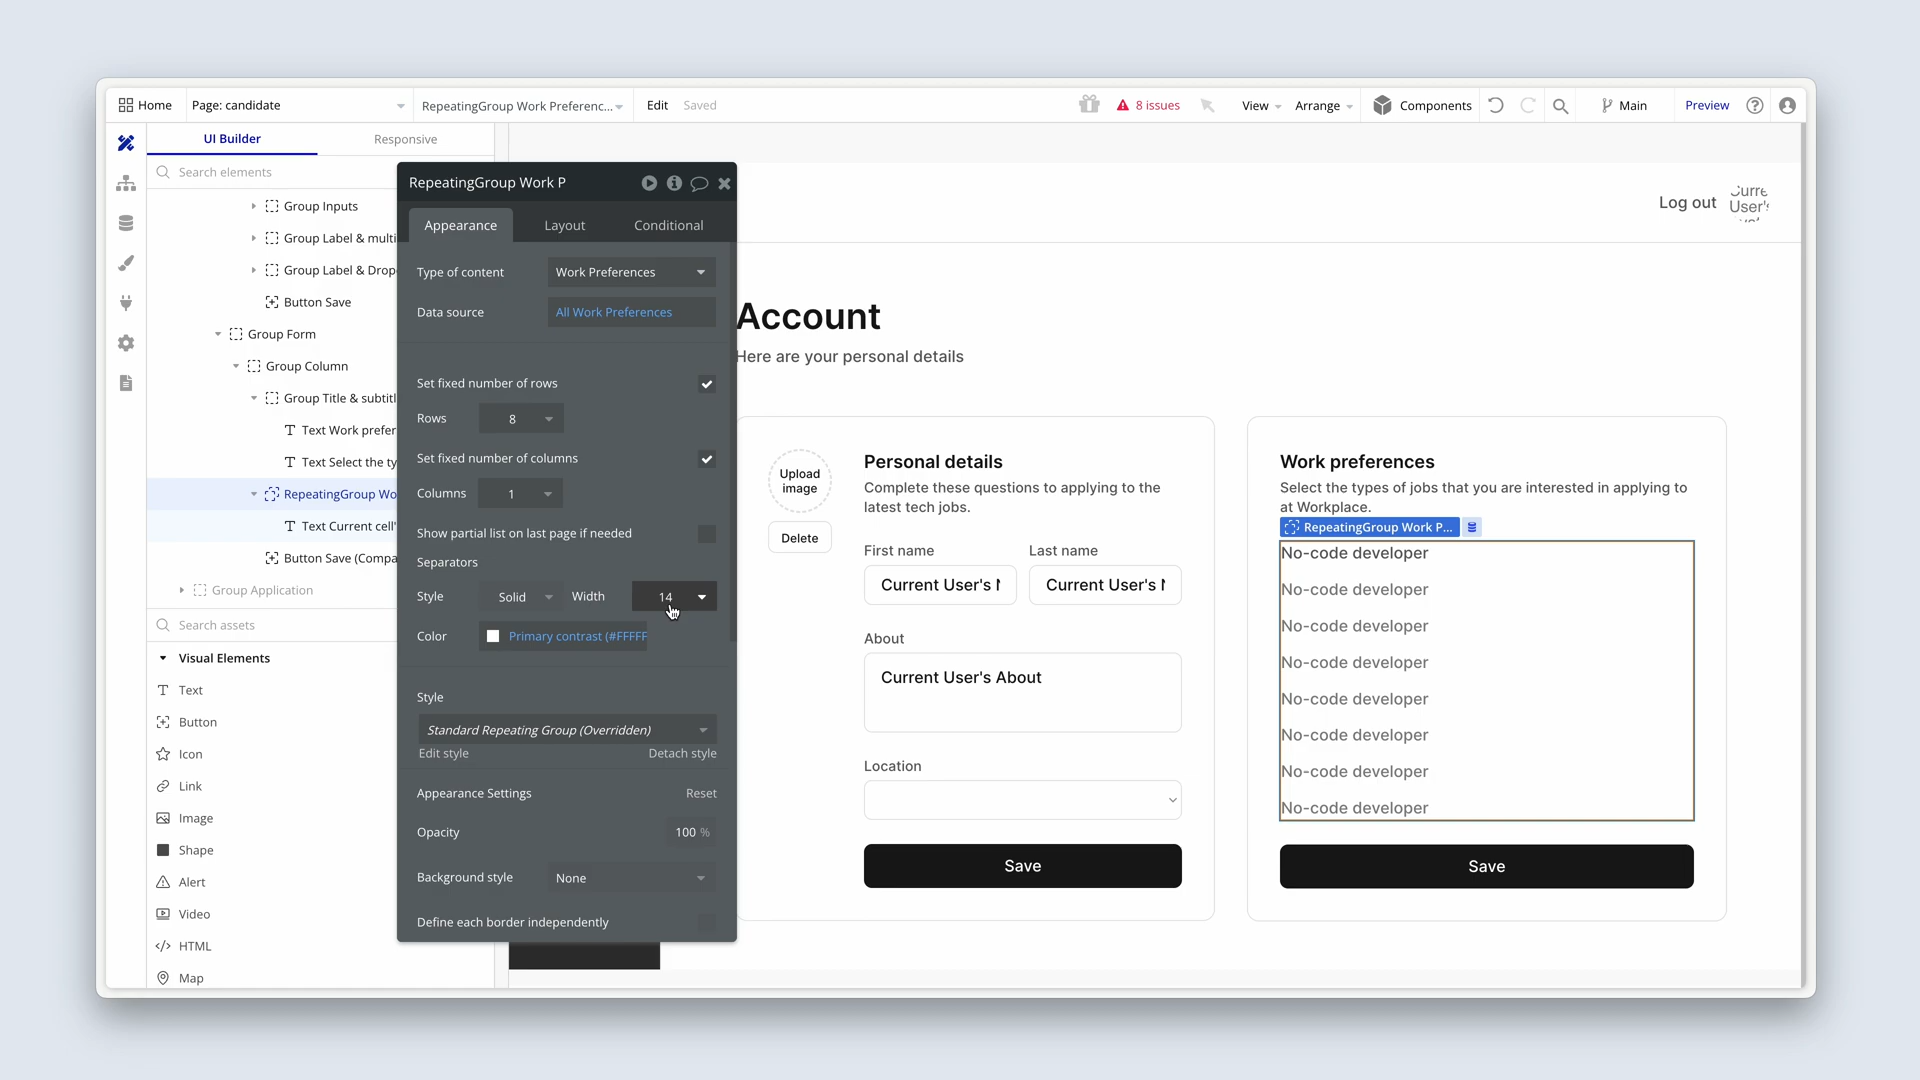 Home
Page: candidate
RepeatingGroup Work Preferenc...
Edit
Saved
8 issues
View
Arrange
Components
Main
Preview
UI Builder
Responsive
Search elements
Group Inputs
Group Label & multi
Group Label & Drop
Button Save
Group Form
Group Column
Group Title & subtitl
Text Work prefer
Text Select the ty
RepeatingGroup Wo
Text Current cell'
Button Save (Compa
Group Application
Search assets
Visual Elements
Text
Button
Icon
Link
Image
Shape
Alert
Video
HTML
Map
RepeatingGroup Work P
Appearance
Layout
Conditional
Type of content
Work Preferences
Data source
All Work Preferences
Set fixed number of rows
Rows
8
Set fixed number of columns
Columns
1
Show partial list on last page if needed
Separators
Style
Solid
Width
14
Color
Primary contrast (#FFFFF
Style
Standard Repeating Group (Overridden)
Edit style
Detach style
Appearance Settings
Reset
Opacity
100 %
Background style
None
Define each border independently
Log out
Curre
User's
Account
Here are your personal details
Upload
image
Delete
Personal details
Complete these questions to applying to the
latest tech jobs.
First name
Last name
Current User's
Current User's
About
Current User's About
Location
Save
Work preferences
Select the types of jobs that you are interested in applying to
at Workplace.
RepeatingGroup Work P...
No-code developer
No-code developer
No-code developer
No-code developer
No-code developer
No-code developer
No-code developer
No-code developer
Save